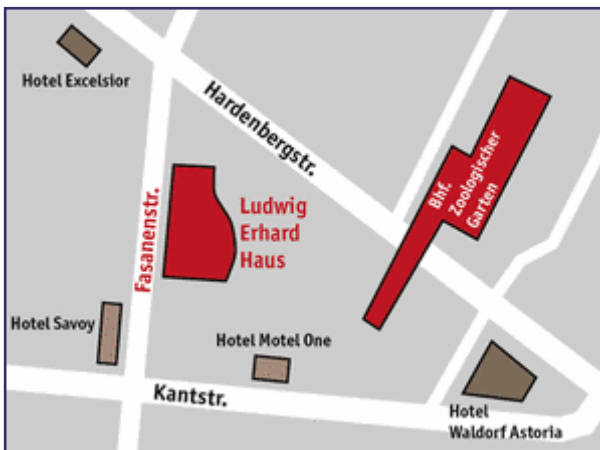 Hotel Excelsior
Hardenbergstr.
Bhf.
Zoologischer
Garten
Fasanenstr.
Ludwig
Erhard
Haus
Hotel Savoy
Hotel Motel One
Kantstr.
Hotel
Waldorf Astoria